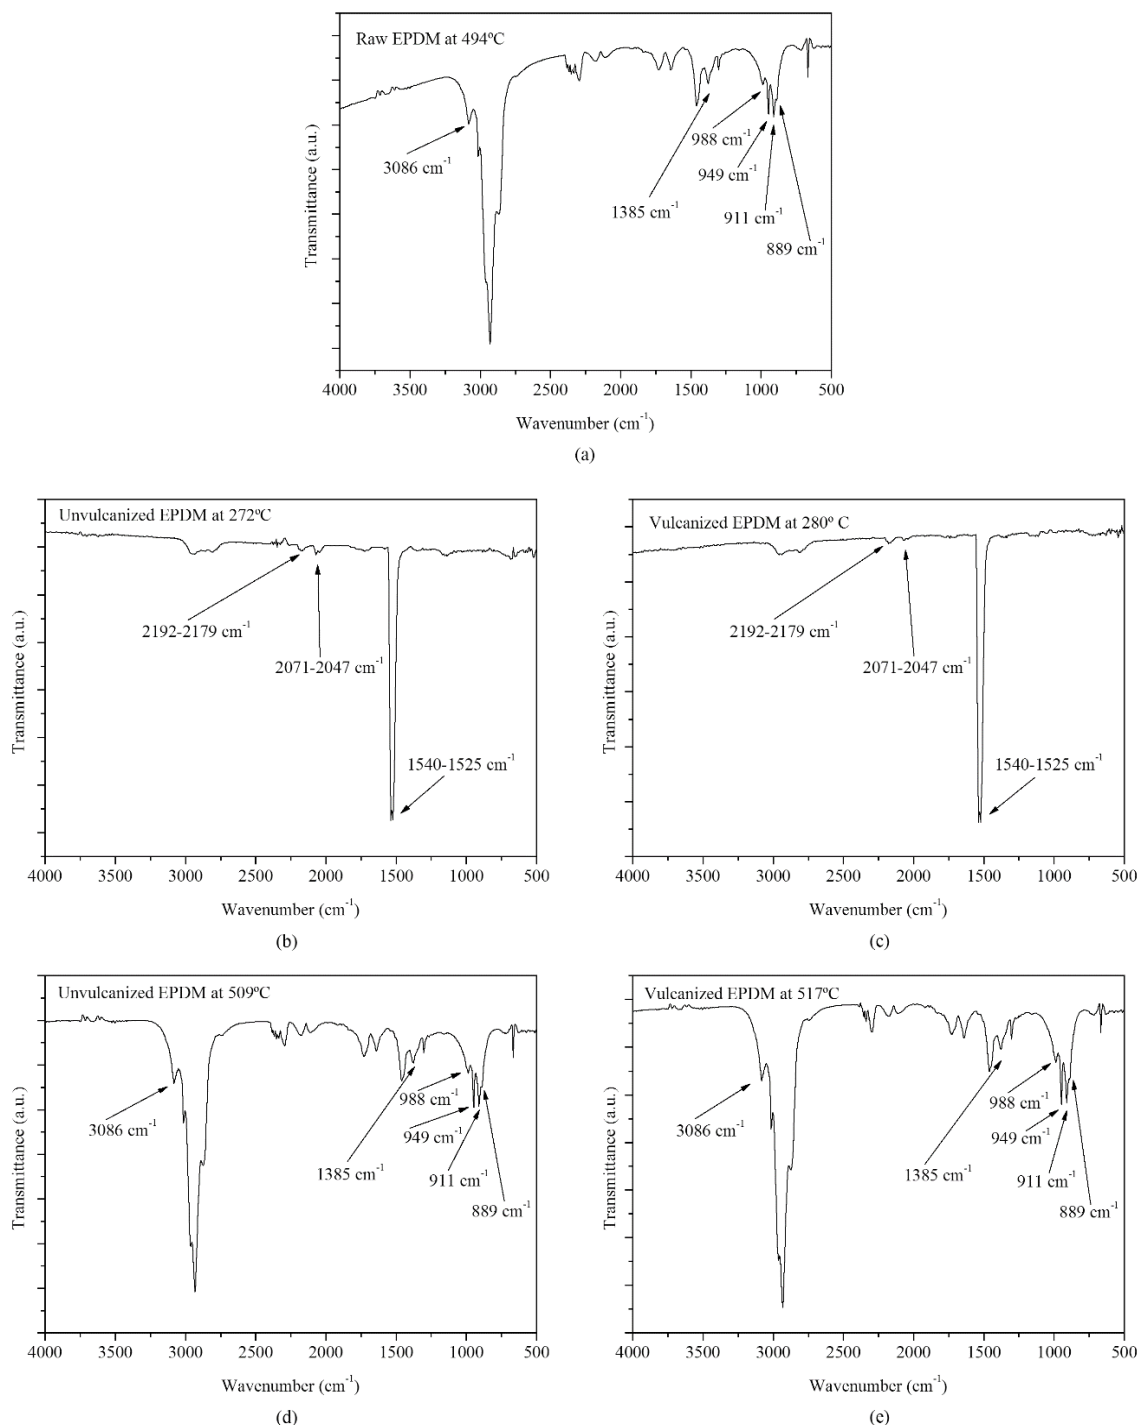 Raw EPDM at 494ºC
3086 cm⁻¹
988 cm⁻¹
949 cm⁻¹
1385 cm⁻¹
911 cm⁻¹
889 cm⁻¹
Transmittance (a.u.)
4000 3500 3000 2500 2000 1500 1000 500
Wavenumber (cm⁻¹)
(a)
Unvulcanized EPDM at 272ºC
2192-2179 cm⁻¹
2071-2047 cm⁻¹
1540-1525 cm⁻¹
Transmittance (a.u.)
4000 3500 3000 2500 2000 1500 1000 500
Wavenumber (cm⁻¹)
(b)
Vulcanized EPDM at 280º C
2192-2179 cm⁻¹
2071-2047 cm⁻¹
1540-1525 cm⁻¹
Transmittance (a.u.)
4000 3500 3000 2500 2000 1500 1000 500
Wavenumber (cm⁻¹)
(c)
Unvulcanized EPDM at 509ºC
3086 cm⁻¹
988 cm⁻¹
949 cm⁻¹
1385 cm⁻¹
911 cm⁻¹
889 cm⁻¹
Transmittance (a.u.)
4000 3500 3000 2500 2000 1500 1000 500
Wavenumber (cm⁻¹)
(d)
Vulcanized EPDM at 517ºC
3086 cm⁻¹
988 cm⁻¹
949 cm⁻¹
1385 cm⁻¹
911 cm⁻¹
889 cm⁻¹
Transmittance (a.u.)
4000 3500 3000 2500 2000 1500 1000 500
Wavenumber (cm⁻¹)
(e)